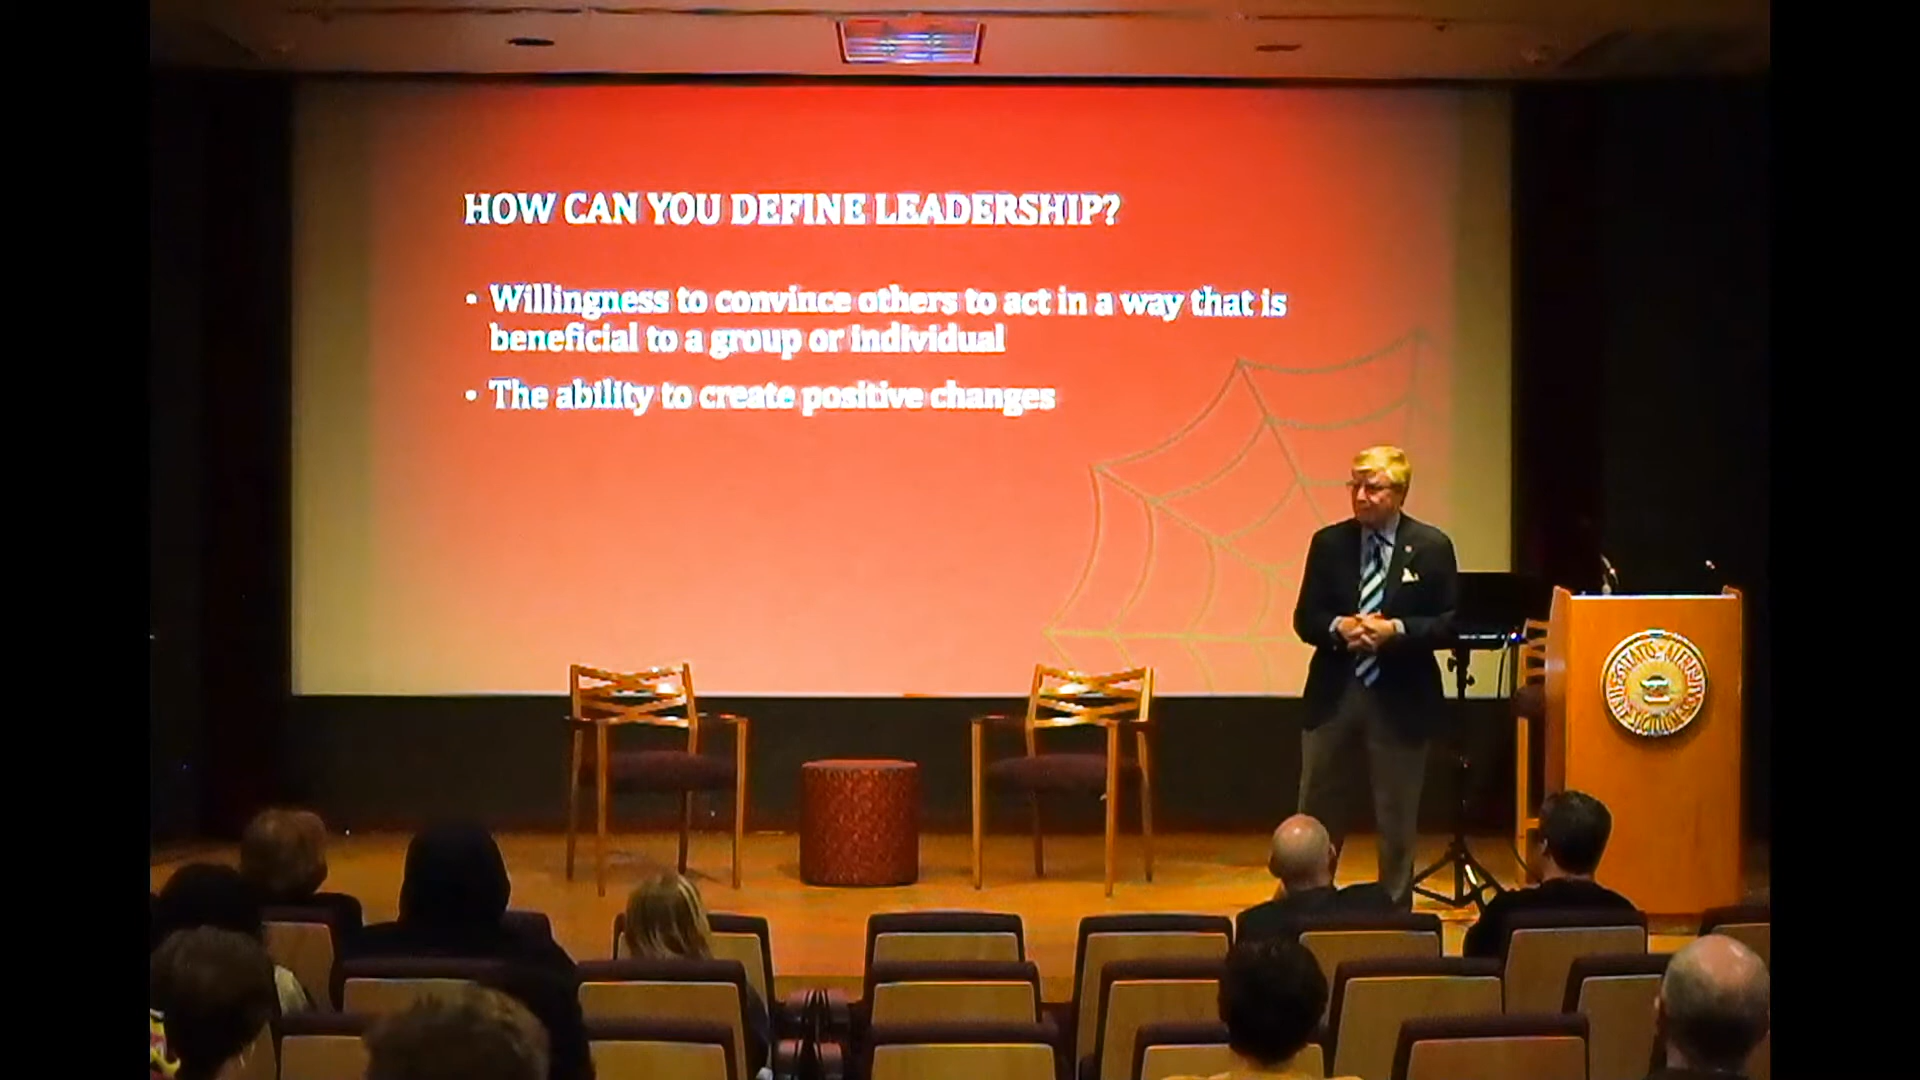 HOW CAN YOU DEFINE LEADERSHIP?
• Willingness to convince others to act in a way that is
beneficial to a group or individual
• The ability to create positive changes